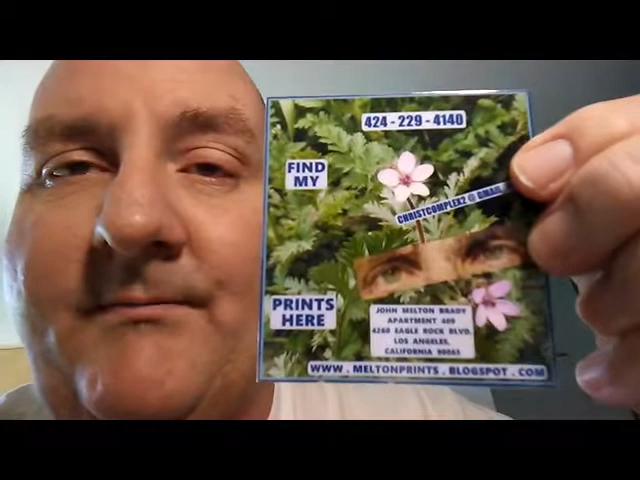 424 - 229 - 4140
FIND
MY
CHRISTCOMPLEX2 @ GMAIL
PRINTS
HERE
JOHN MELTON BRADY
APARTMENT 409
4260 EAGLE ROCK BLVD.
LOS ANGELES,
CALIFORNIA 90065
WWW . MELTONPRINTS . BLOGSPOT . COM